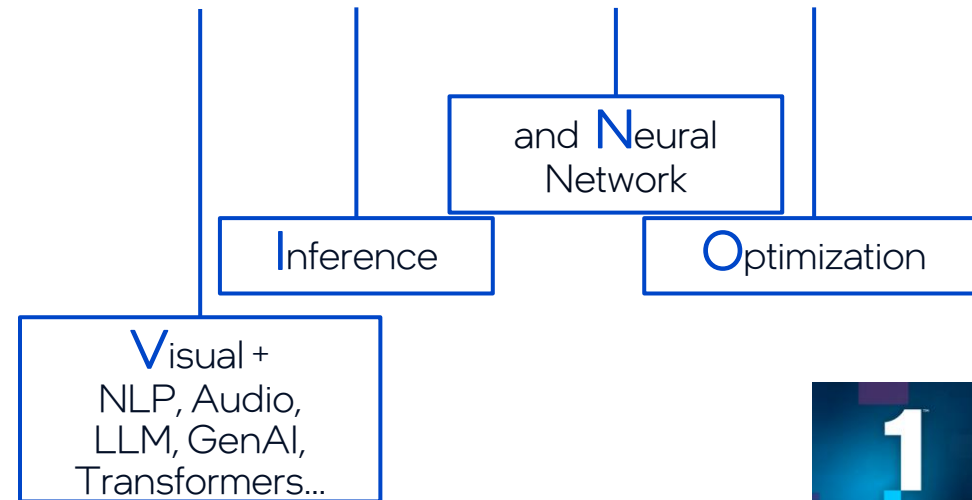 and Neural
Network
Inference
Optimization
Visual +
NLP, Audio,
LLM, GenAI,
Transformers...
1